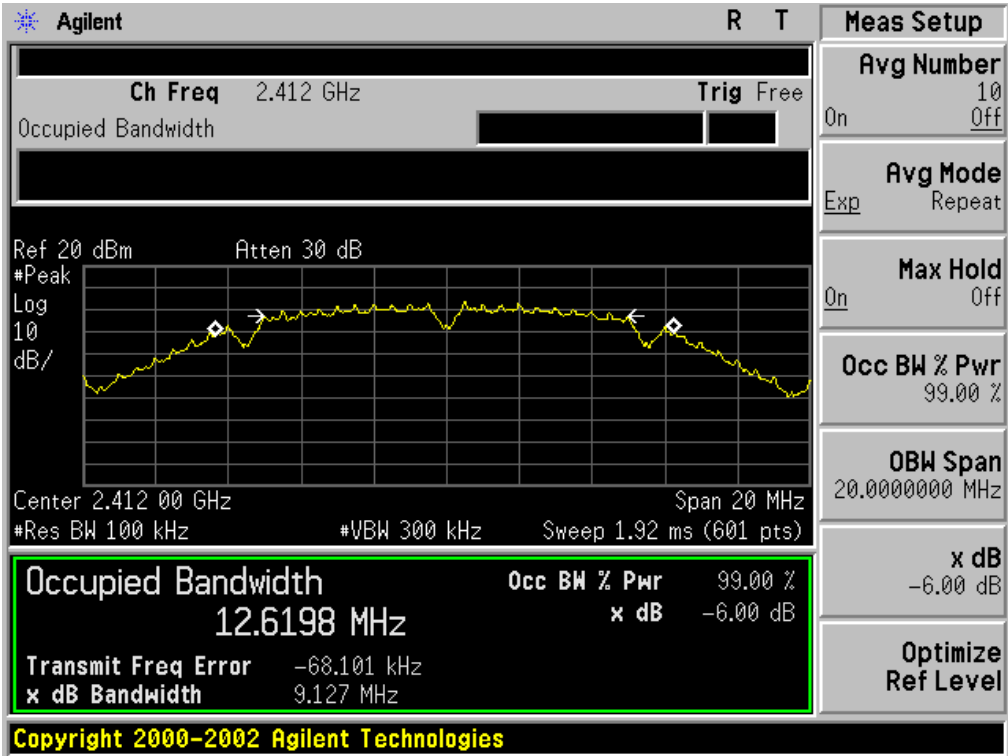 Agilent R T
Ch Freq 2.412 GHz Trig Free
Occupied Bandwidth
Ref 20 dBm Atten 30 dB
#Peak
Log
10
dB/
Center 2.412 00 GHz Span 20 MHz
#Res BW 100 kHz #VBW 300 kHz Sweep 1.92 ms (601 pts)
Occupied Bandwidth Occ BW % Pwr 99.00 %
12.6198 MHz x dB -6.00 dB
Transmit Freq Error -68.101 kHz
x dB Bandwidth 9.127 MHz
Copyright 2000-2002 Agilent Technologies
Meas Setup
Avg Number
10
On Off
Avg Mode
Exp Repeat
Max Hold
On Off
Occ BW % Pwr
99.00 %
OBW Span
20.0000000 MHz
x dB
-6.00 dB
Optimize
Ref Level